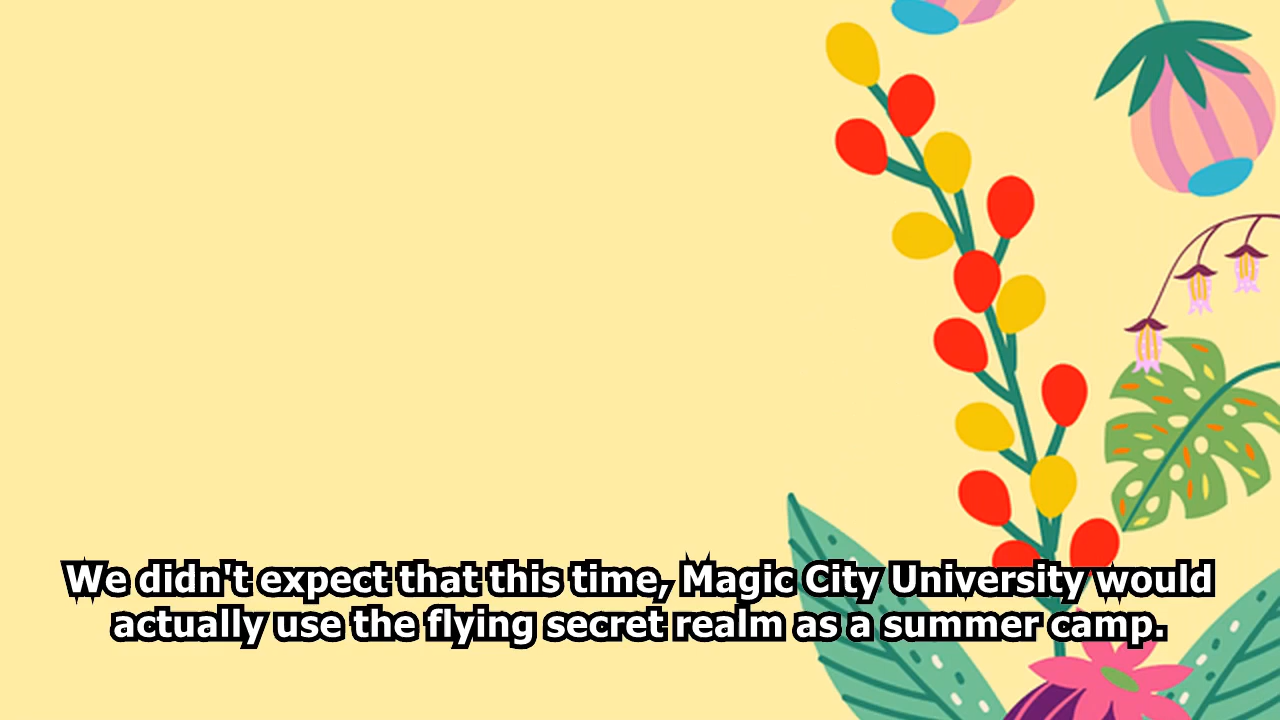 We didn't expect that this time, Magic City University would
actually use the flying secret realm as a summer camp.